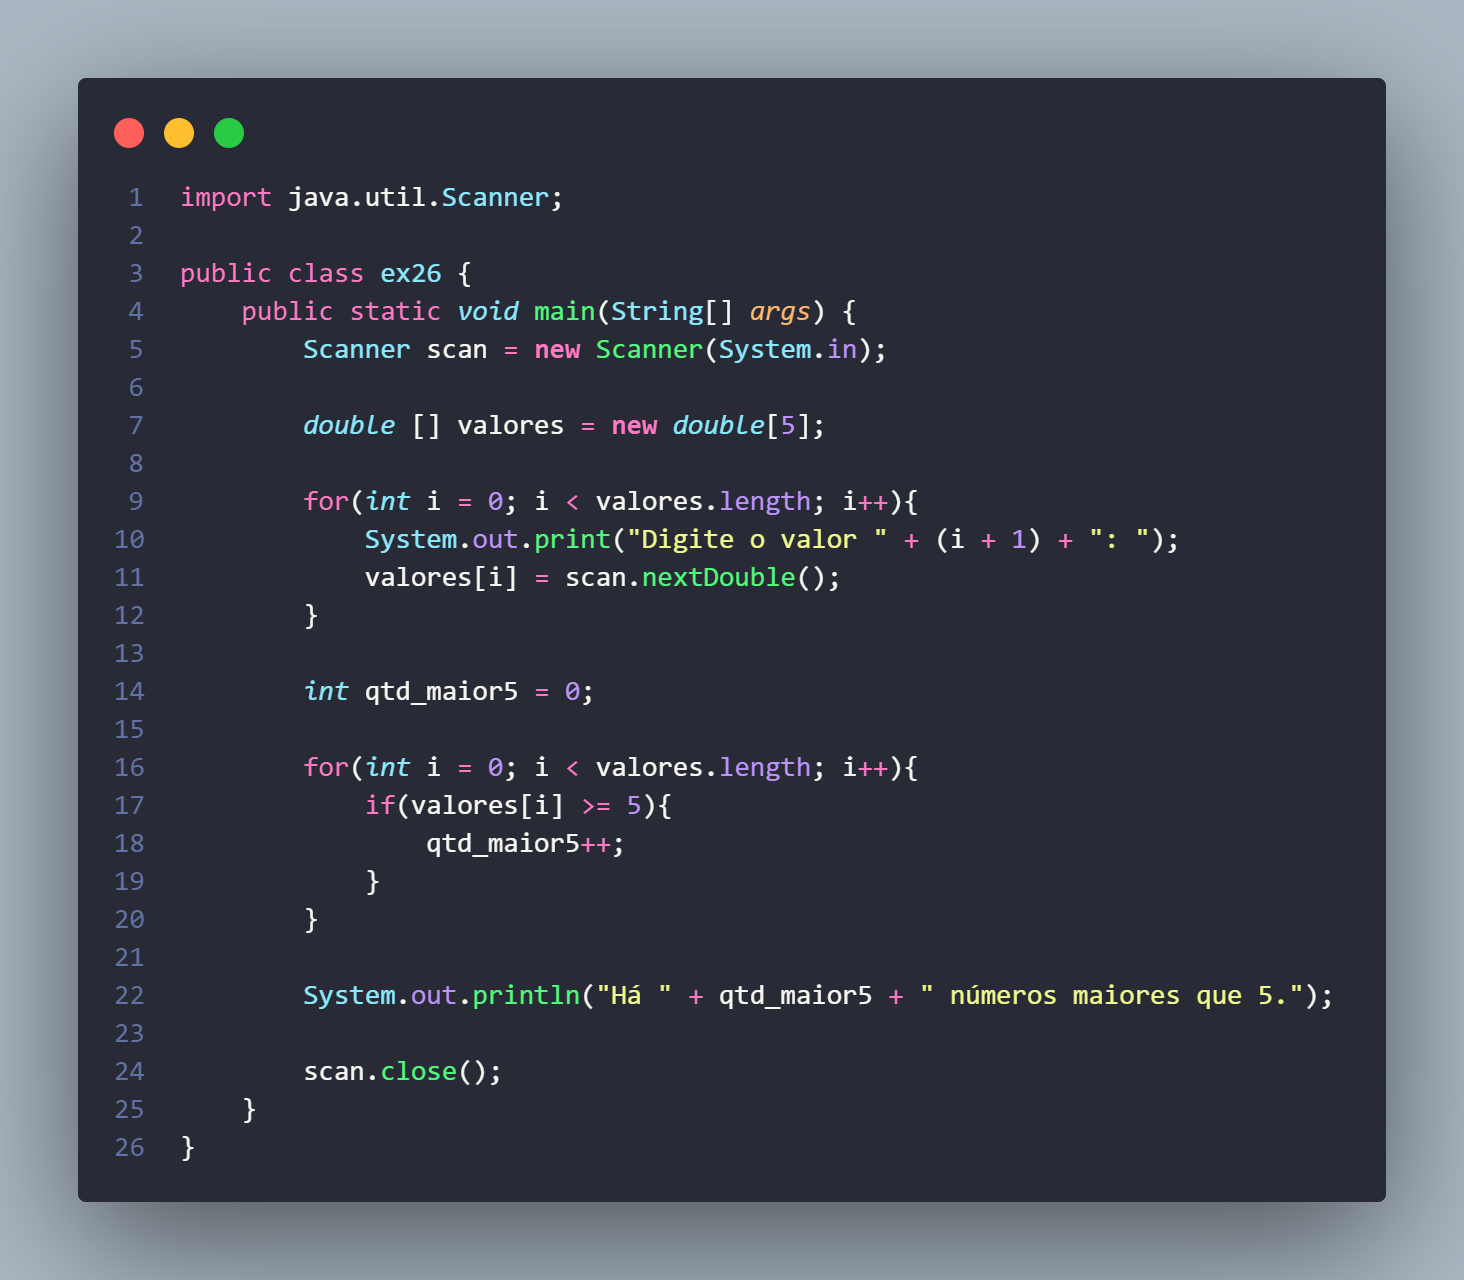 1 import java.util.Scanner;
2
3 public class ex26 {
4     public static void main(String[] args) {
5         Scanner scan = new Scanner(System.in);
6
7         double [] valores = new double[5];
8
9         for(int i = 0; i < valores.length; i++){
10             System.out.print("Digite o valor " + (i + 1) + ": ");
11             valores[i] = scan.nextDouble();
12         }
13
14         int qtd_maior5 = 0;
15
16         for(int i = 0; i < valores.length; i++){
17             if(valores[i] >= 5){
18                 qtd_maior5++;
19             }
20         }
21
22         System.out.println("Há " + qtd_maior5 + " números maiores que 5.");
23
24         scan.close();
25     }
26 }